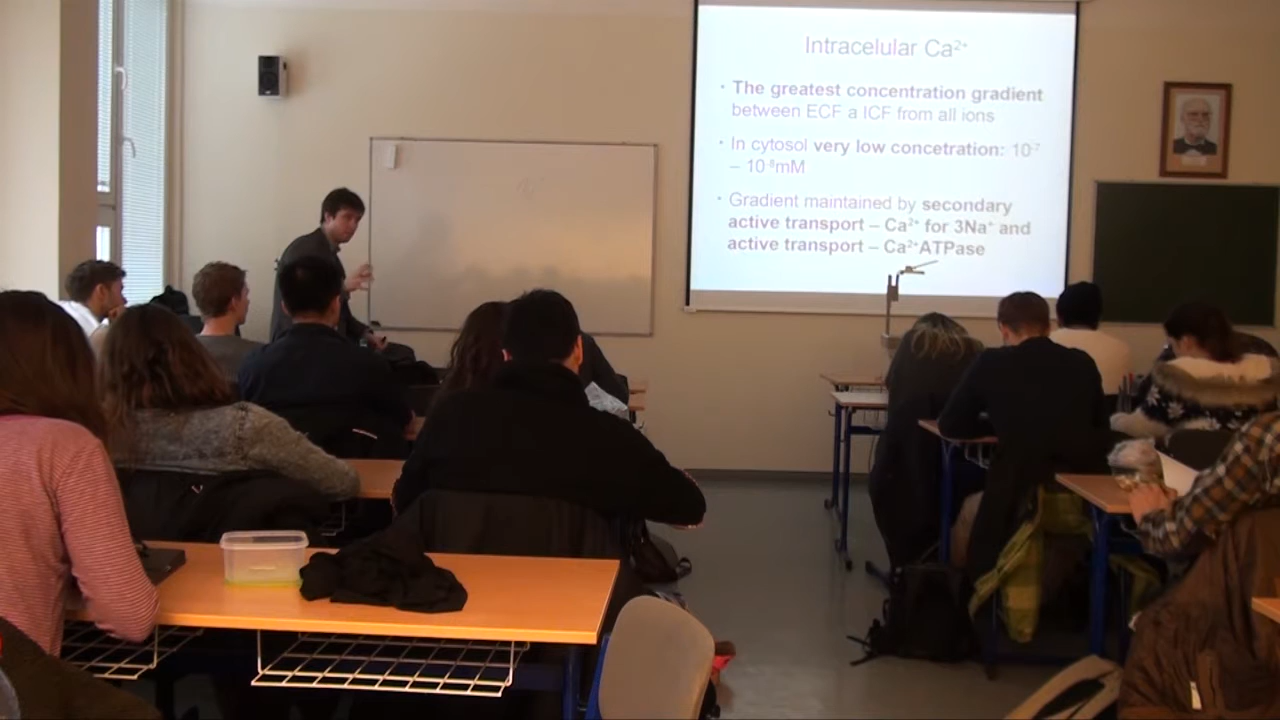 Intracelular Ca²⁺
• The greatest concentration gradient
between ECF a ICF from all ions
• In cytosol very low concetration: 10⁻⁷
– 10⁻⁸mM
• Gradient maintained by secondary
active transport – Ca²⁺ for 3Na⁺ and
active transport – Ca²⁺ATPase